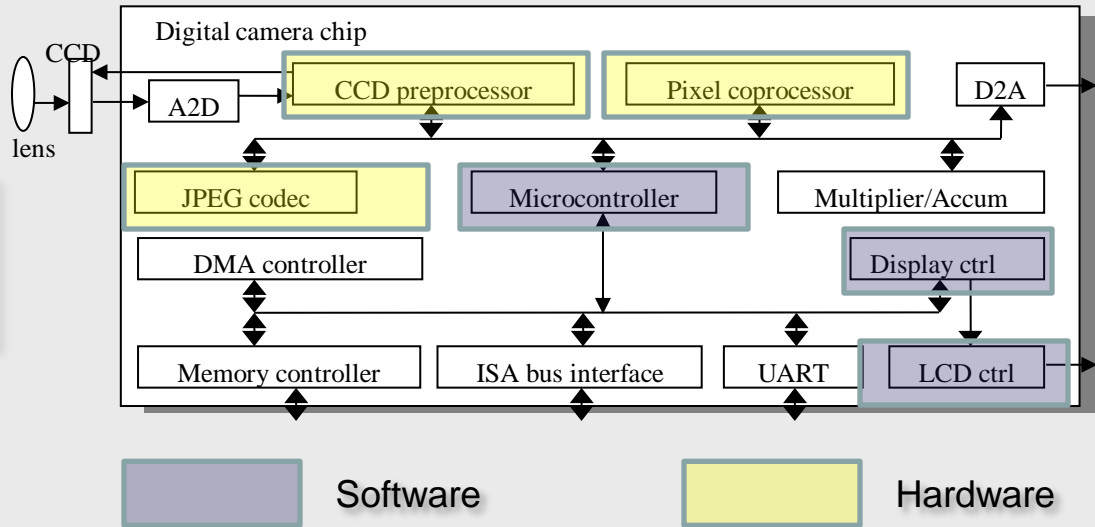 Digital camera chip
CCD
CCD preprocessor
Pixel coprocessor
A2D
D2A
lens
JPEG codec
Microcontroller
Multiplier/Accum
DMA controller
Display ctrl
Memory controller
ISA bus interface
UART
LCD ctrl
Software
Hardware